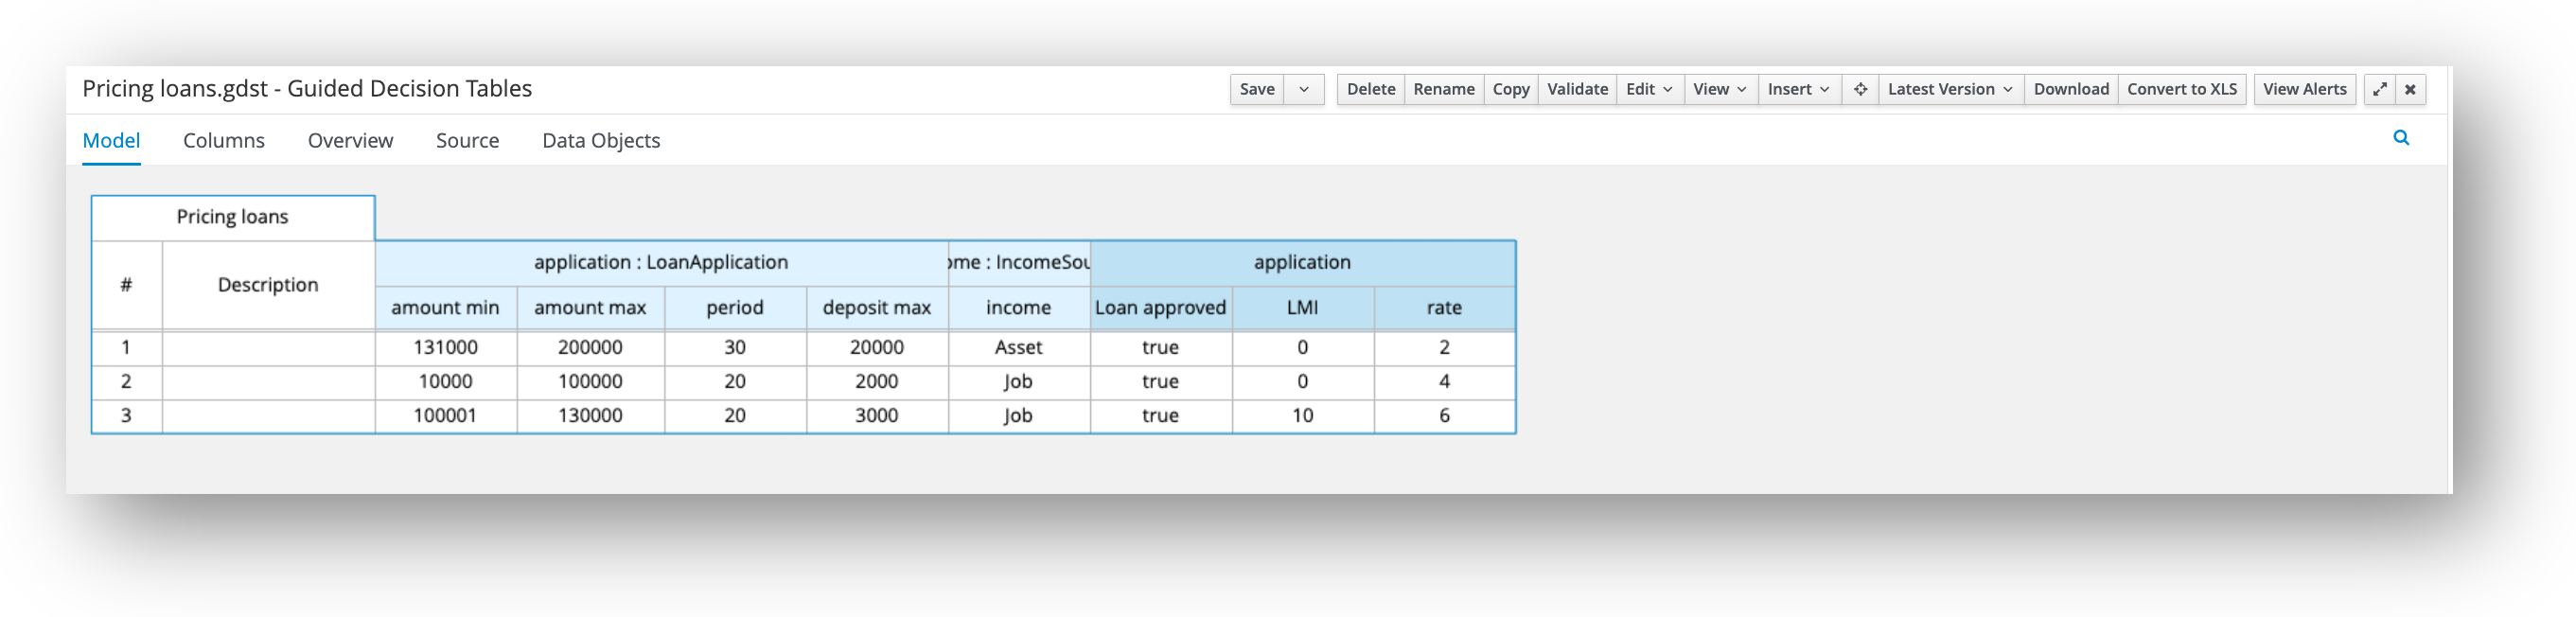 Pricing loans.gdst - Guided Decision Tables
Save Delete Rename Copy Validate Edit View Insert Latest Version Download Convert to XLS View Alerts
Model Columns Overview Source Data Objects
Pricing loans
# Description application : LoanApplication ome : IncomeSou application
amount min amount max period deposit max income Loan approved LMI rate
1 131000 200000 30 20000 Asset true 0 2
2 10000 100000 20 2000 Job true 0 4
3 100001 130000 20 3000 Job true 10 6